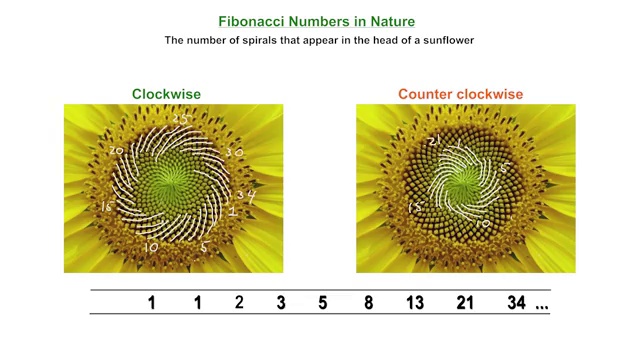 Fibonacci Numbers in Nature
The number of spirals that appear in the head of a sunflower
Clockwise
Counter clockwise
25
20
30
15
34
1
10
5
21
5
15
10
1 1 2 3 5 8 13 21 34 ...